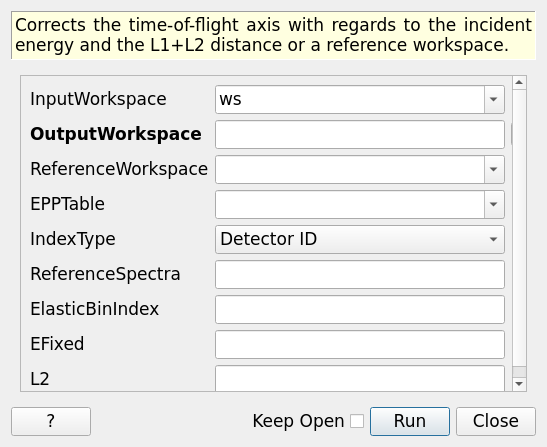 Corrects the time-of-flight axis with regards to the incident
energy and the L1+L2 distance or a reference workspace.
InputWorkspace ws
OutputWorkspace
ReferenceWorkspace
EPPTable
IndexType Detector ID
ReferenceSpectra
ElasticBinIndex
EFixed
L2
? Keep Open Run Close